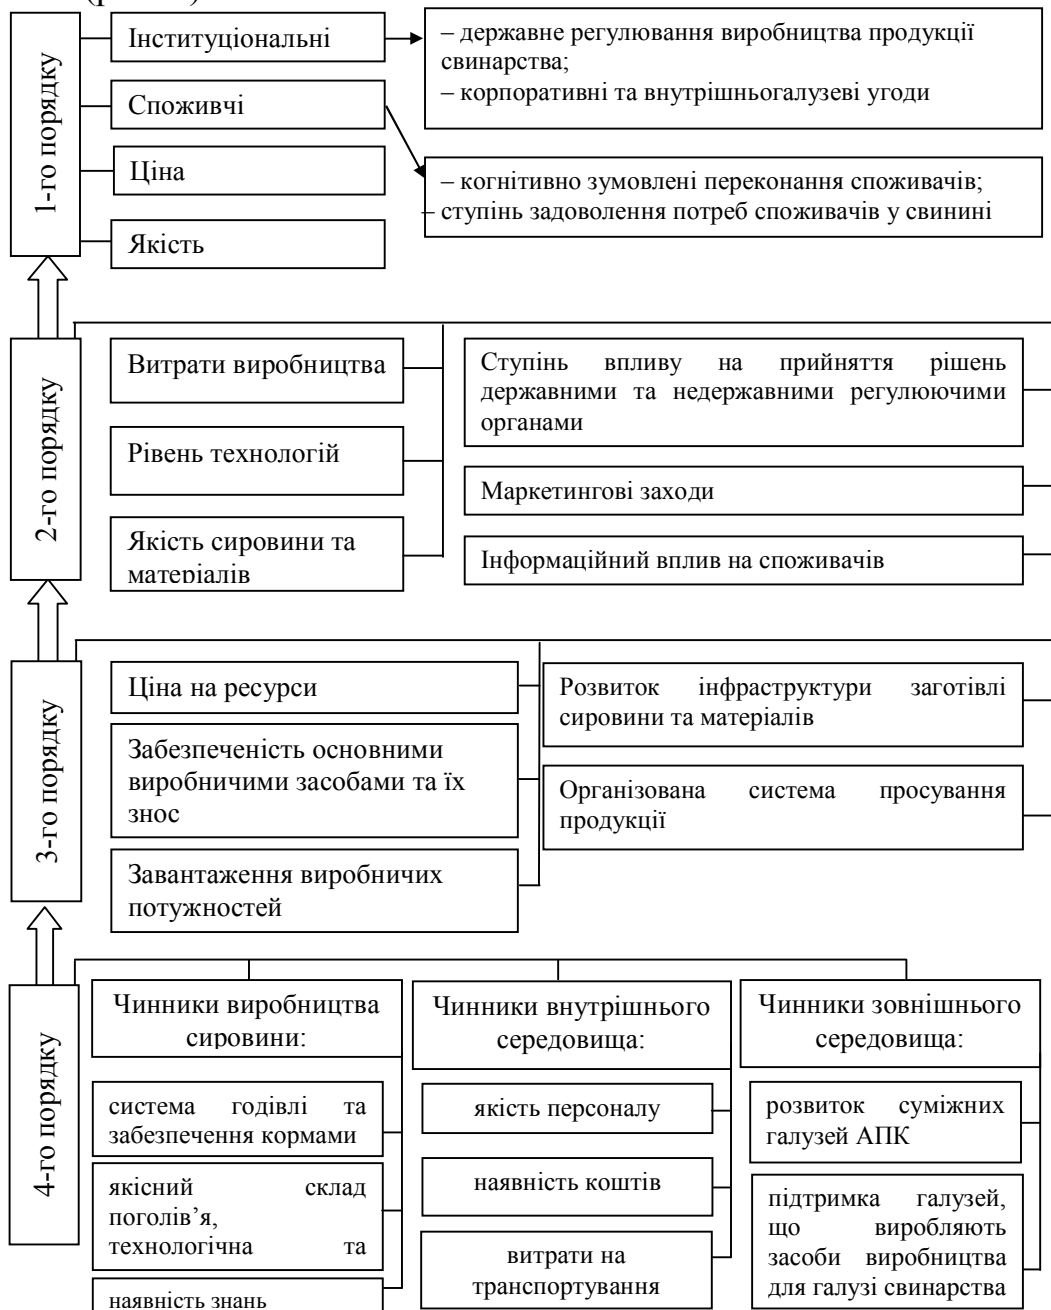 1-го порядку
Інституціональні
– державне регулювання виробництва продукції
свинарства;
– корпоративні та внутрішньогалузеві угоди
Споживчі
Ціна
– когнітивно зумовлені переконання споживачів;
– ступінь задоволення потреб споживачів у свинині
Якість
2-го порядку
Витрати виробництва
Рівень технологій
Якість сировини та
матеріалів
Ступінь впливу на прийняття рішень
державними та недержавними регулюючими
органами
Маркетингові заходи
Інформаційний вплив на споживачів
3-го порядку
Ціна на ресурси
Забезпеченість основними
виробничими засобами та їх
знос
Завантаження виробничих
потужностей
Розвиток інфраструктури заготівлі
сировини та матеріалів
Організована система просування
продукції
4-го порядку
Чинники виробництва
сировини:
система годівлі та
забезпечення кормами
якісний склад
поголів’я,
технологічна та
наявність знань
Чинники внутрішнього
середовища:
якість персоналу
наявність коштів
витрати на
транспортування
Чинники зовнішнього
середовища:
розвиток суміжних
галузей АПК
підтримка галузей,
що виробляють
засоби виробництва
для галузі свинарства